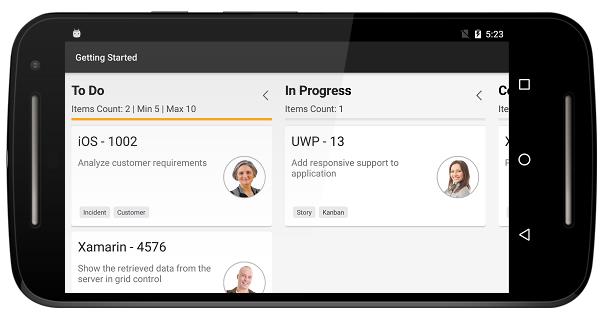 5:23
Getting Started
To Do
Items Count: 2 | Min 5 | Max 10
iOS - 1002
Analyze customer requirements
Incident Customer
Xamarin - 4576
Show the retrieved data from the
server in grid control
In Progress
Items Count: 1
UWP - 13
Add responsive support to
application
Story Kanban